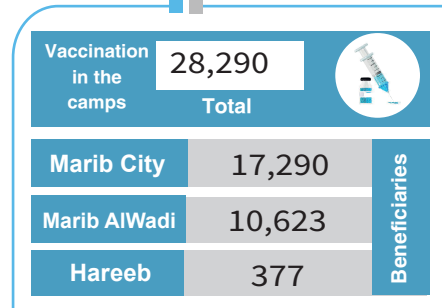 Vaccination
in the
camps
28,290
Total
Marib City
17,290
Marib AlWadi
10,623
Hareeb
377
Beneficiaries